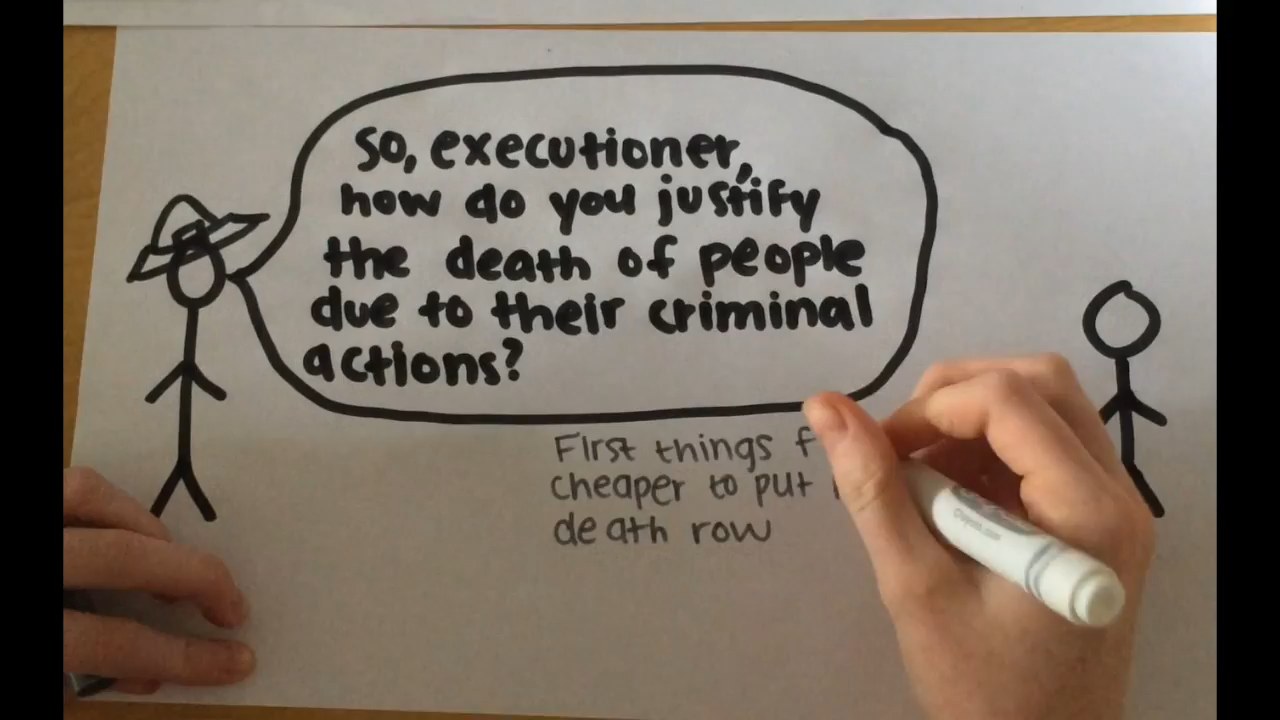 So, executioner,
how do you justify
the death of people
due to their criminal
actions?
First things f
cheaper to put
death row